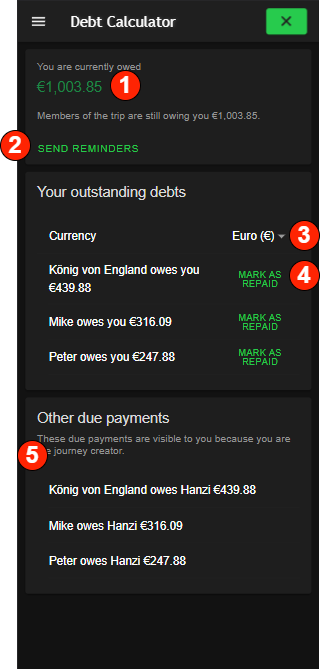 Debt Calculator
You are currently owed
€1,003.85
1
Members of the trip are still owing you €1,003.85.
2
SEND REMINDERS
Your outstanding debts
Currency
Euro (€)
3
König von England owes you
€439.88
MARK AS
REPAID
4
Mike owes you €316.09
MARK AS
REPAID
Peter owes you €247.88
MARK AS
REPAID
Other due payments
These due payments are visible to you because you are
5
journey creator.
König von England owes Hanzi €439.88
Mike owes Hanzi €316.09
Peter owes Hanzi €247.88